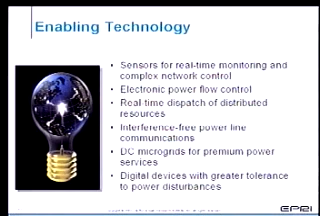 Enabling Technology
• Sensors for real-time monitoring and
complex network control
• Electronic power flow control
• Real-time dispatch of distributed
resources
• Interference-free power line
communications
• DC microgrids for premium power
services
• Digital devices with greater tolerance
to power disturbances
EPRI